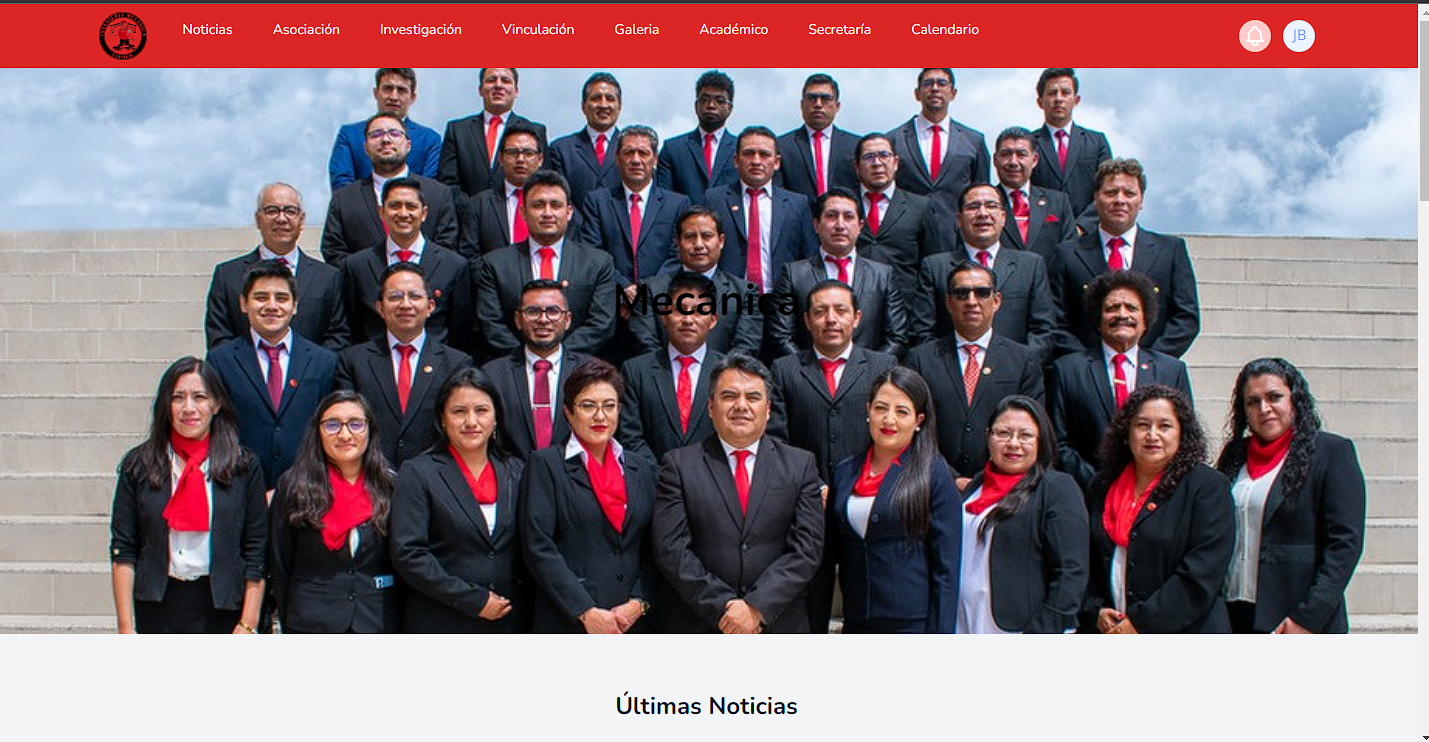 Noticias Asociación Investigación Vinculación Galeria Académico Secretaría Calendario JB
Mecánica
Últimas Noticias